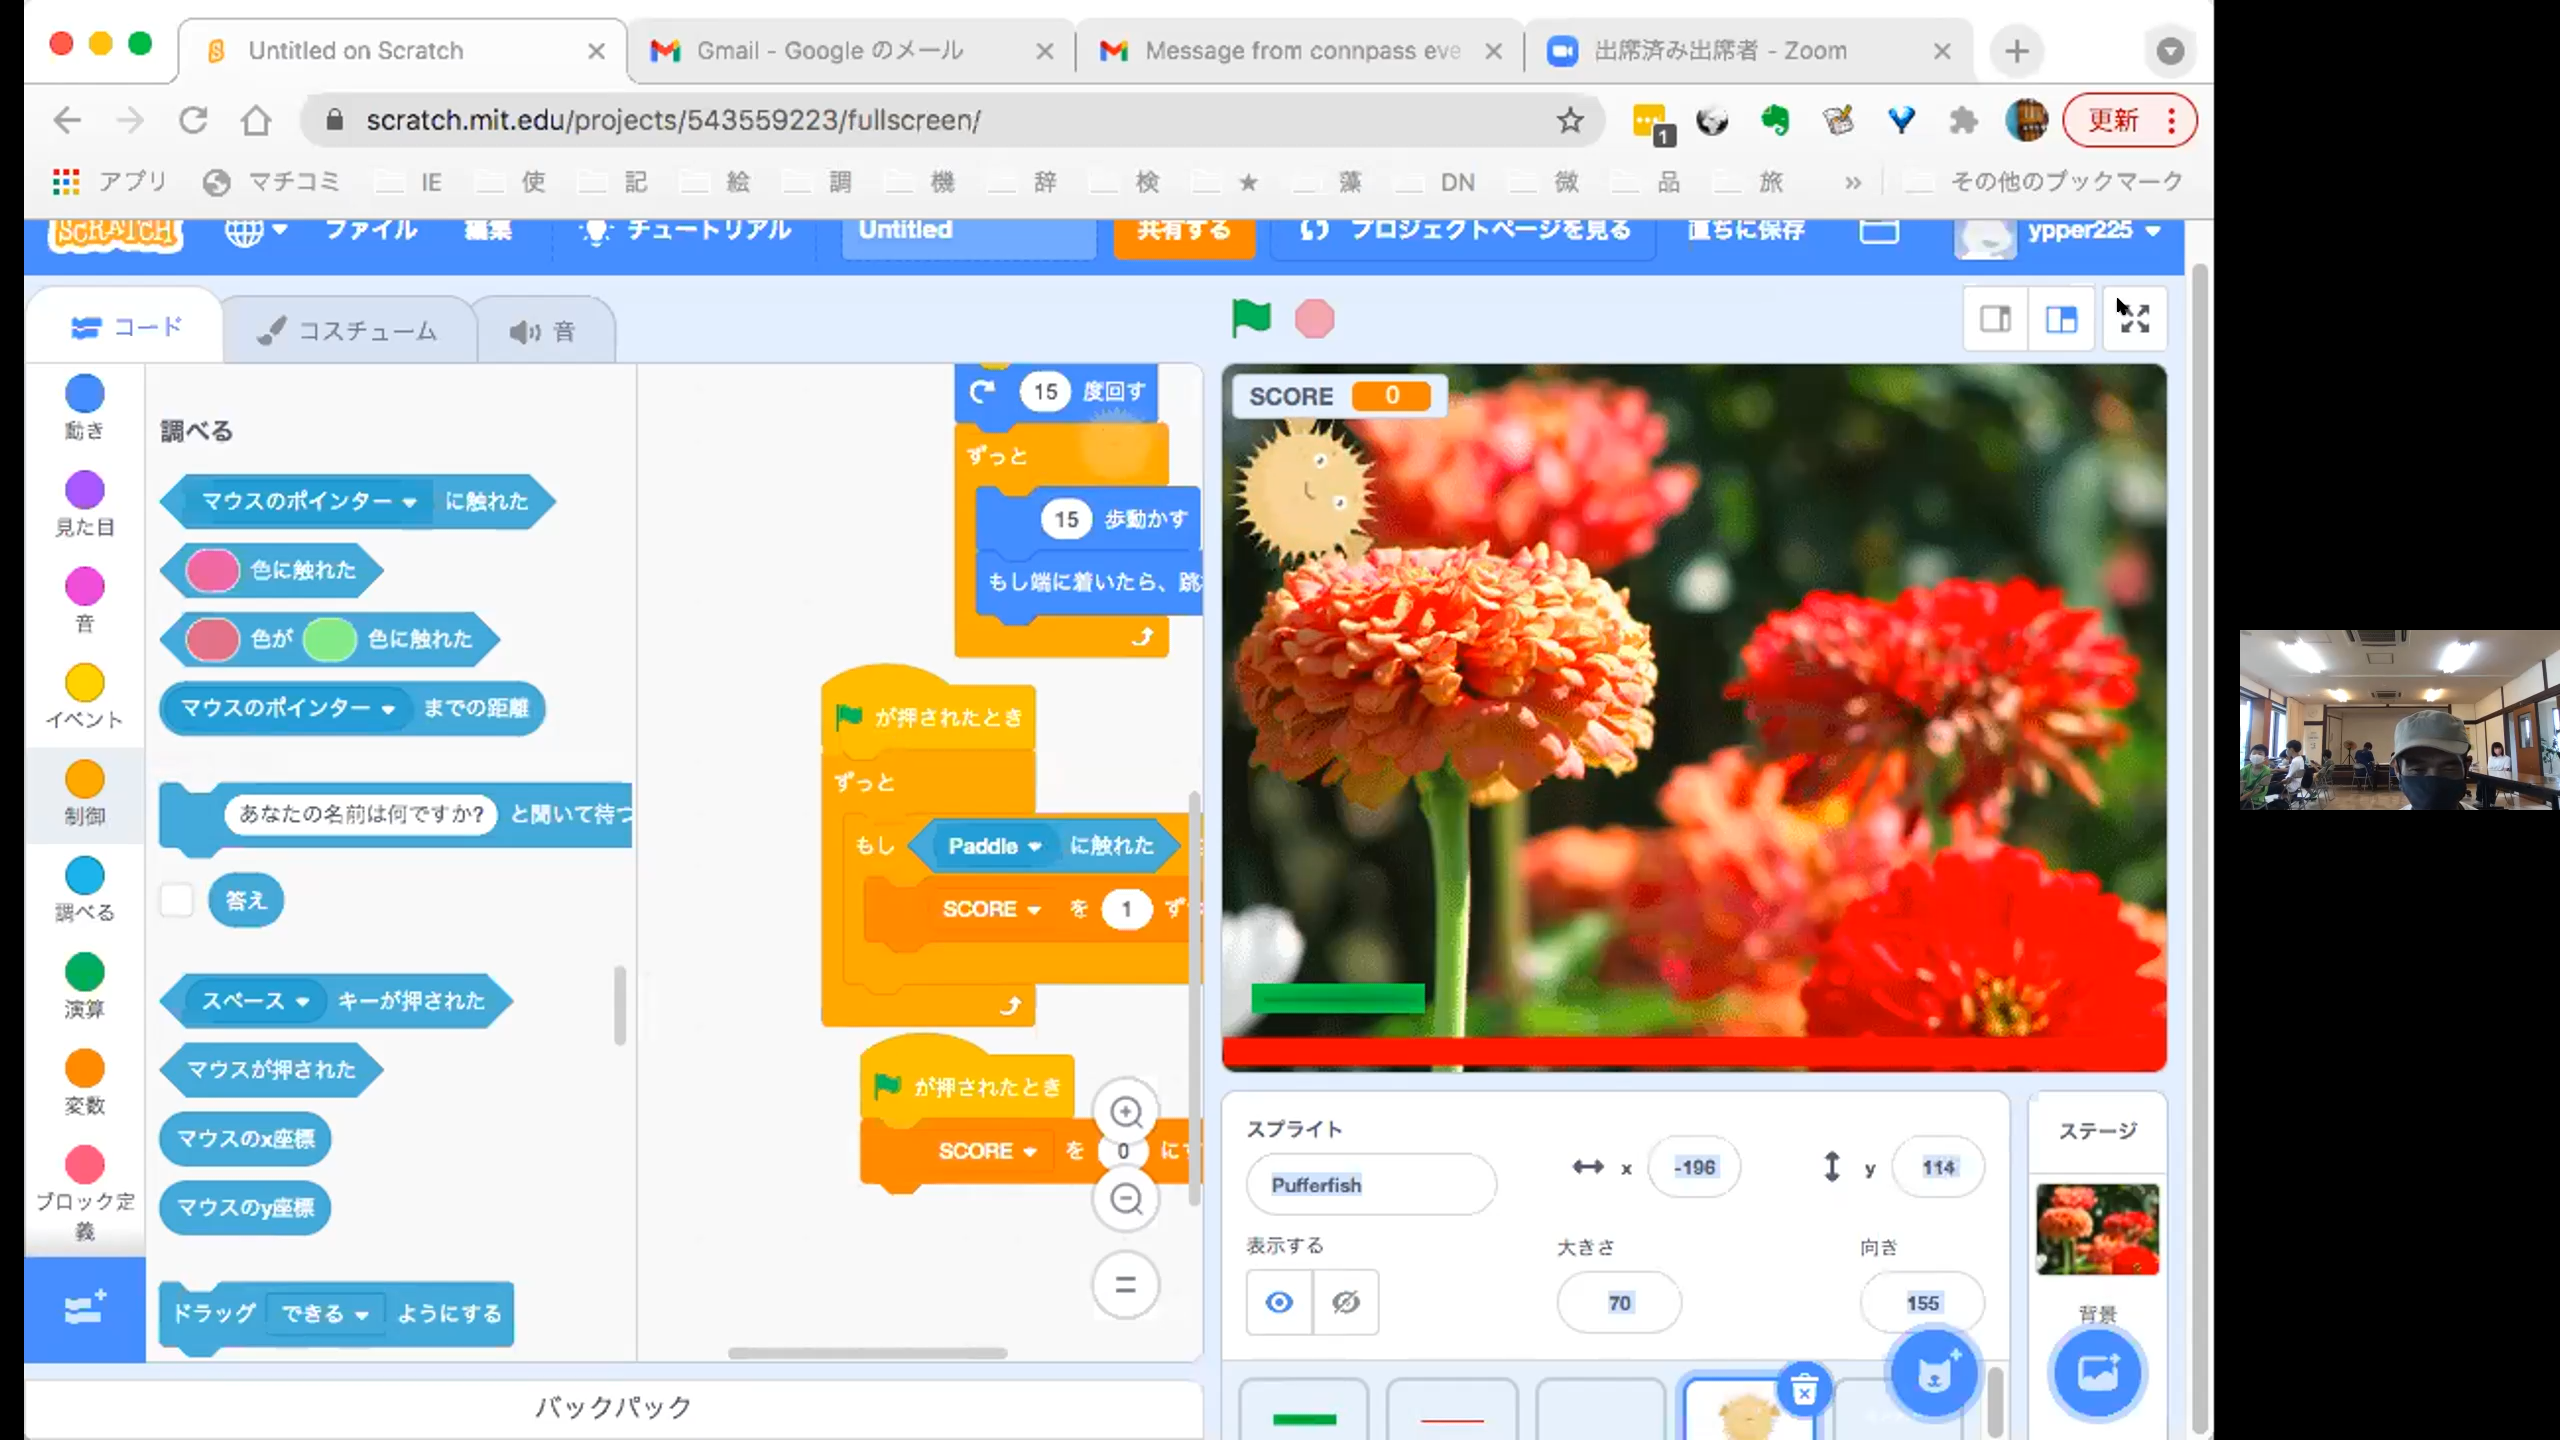 Untitled on Scratch
Gmail - Google のメール
Message from connpass eve
出席済み出席者 - Zoom
scratch.mit.edu/projects/543559223/fullscreen/
1
更新
アプリ
マチコミ
IE
使
記
絵
調
機
辞
検
★
藻
DN
微
品
旅
»
その他のブックマーク
SCRATCH
ファイル
編集
チュートリアル
Untitled
共有する
プロジェクトページを見る
直ちに保存
ypper225
コード
コスチューム
音
動き
見た目
音
イベント
制御
調べる
演算
変数
ブロック定
義
調べる
マウスのポインター に触れた
色に触れた
色が 色に触れた
マウスのポインター までの距離
あなたの名前は何ですか? と聞いて待つ
答え
スペース キーが押された
マウスが押された
マウスのx座標
マウスのy座標
ドラッグ できる ようにする
15 度回す
ずっと
15 歩動かす
もし端に着いたら、跳
が押されたとき
ずっと
もし Paddle に触れた
SCORE を 1 ず
が押されたとき
SCORE を 0 に
バックパック
SCORE 0
スプライト
Pufferfish
x -196
y 114
表示する
大きさ
70
向き
155
ステージ
背景